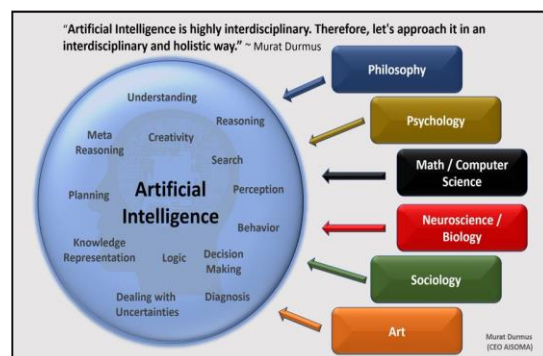 "Artificial Intelligence is highly interdisciplinary. Therefore, let's approach it in an
interdisciplinary and holistic way." ~ Murat Durmus
Understanding
Reasoning
Meta
Reasoning
Creativity
Search
Planning
Artificial
Intelligence
Perception
Behavior
Knowledge
Representation
Logic
Decision
Making
Dealing with
Uncertainties
Diagnosis
Philosophy
Psychology
Math / Computer
Science
Neuroscience /
Biology
Sociology
Art
Murat Durmus
(CEO AISOMA)